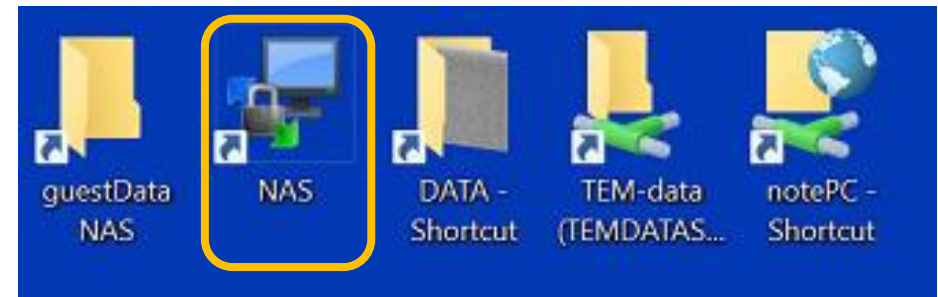 guestData
NAS
NAS
DATA -
Shortcut
TEM-data
(TEMDATAS...
notePC -
Shortcut